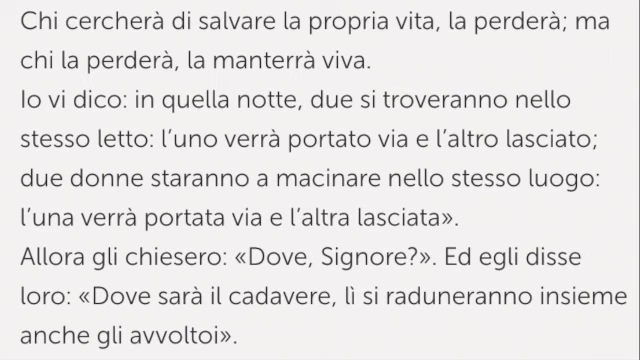 Chi cercherà di salvare la propria vita, la perderà; ma
chi la perderà, la manterrà viva.
Io vi dico: in quella notte, due si troveranno nello
stesso letto: l’uno verrà portato via e l’altro lasciato;
due donne staranno a macinare nello stesso luogo:
l’una verrà portata via e l’altra lasciata».
Allora gli chiesero: «Dove, Signore?». Ed egli disse
loro: «Dove sarà il cadavere, lì si raduneranno insieme
anche gli avvoltoi».